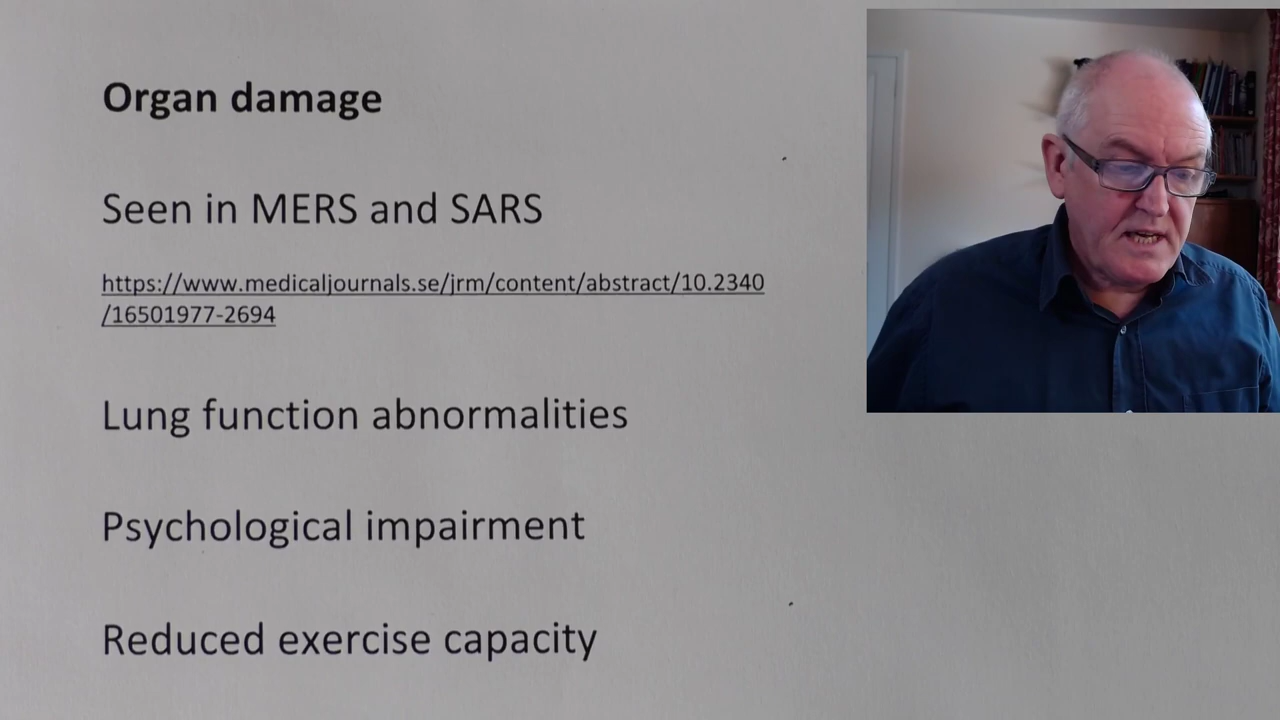 Organ damage
Seen in MERS and SARS
https://www.medicaljournals.se/jrm/content/abstract/10.2340
/16501977-2694
Lung function abnormalities
Psychological impairment
Reduced exercise capacity